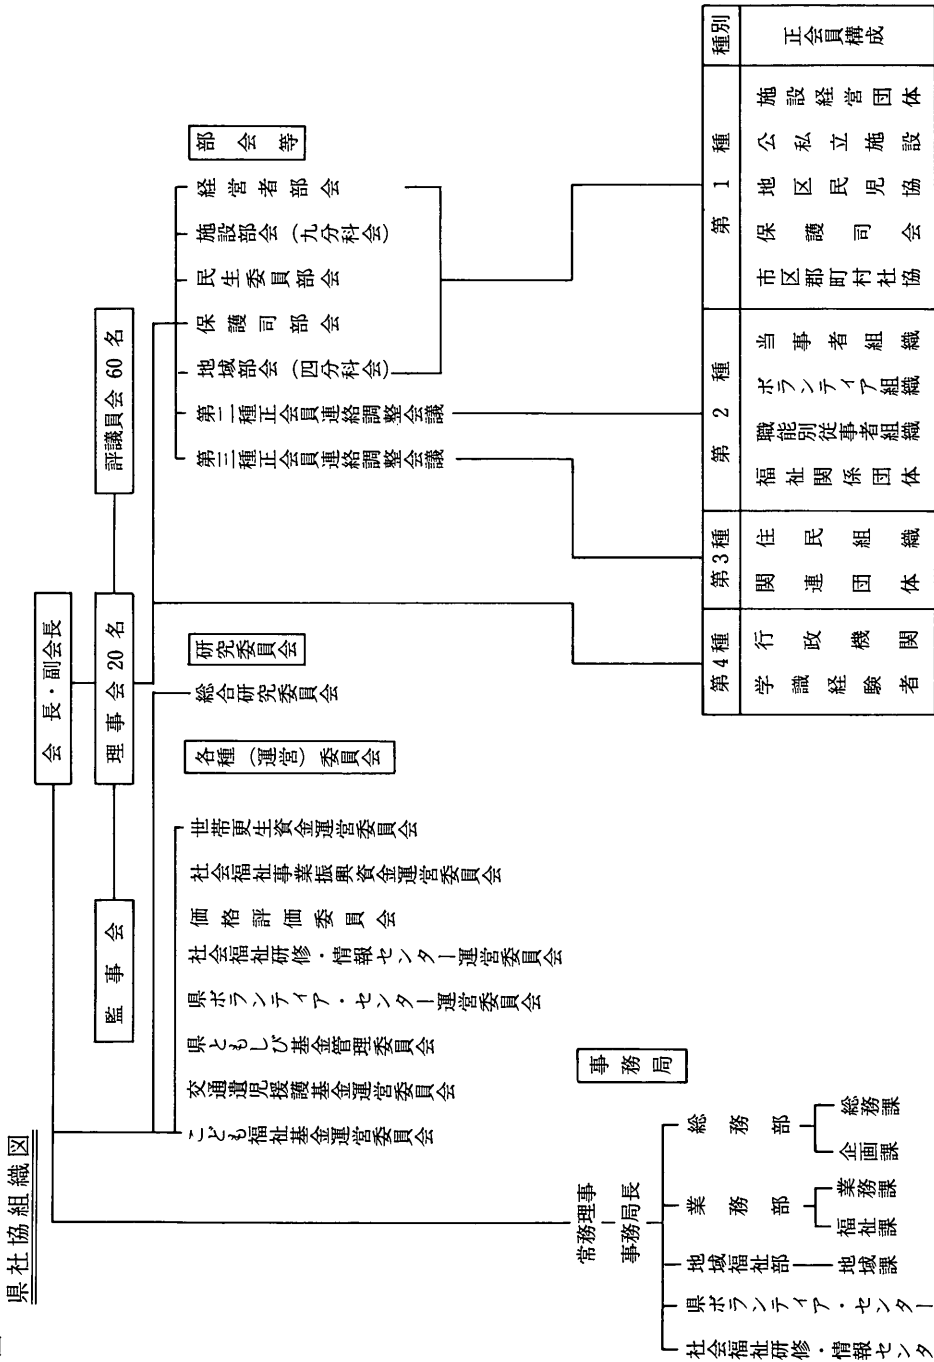 県社協組織図
会長・副会長
理事会 20 名
評議員会 60 名
監事会
部会等
経営者部会
施設部会（九分科会）
民生委員部会
保護司部会
地域部会（四分科会）
第二種正会員連絡調整会議
第三種正会員連絡調整会議
研究委員会
総合研究委員会
各種（運営）委員会
世帯更生資金運営委員会
社会福祉事業振興資金運営委員会
価格評価委員会
社会福祉研修・情報センター運営委員会
県ボランティア・センター運営委員会
県ともしび基金管理委員会
交通遺児援護基金運営委員会
こども福祉基金運営委員会
事務局
常務理事
事務局長
総務部
総務課
企画課
業務部
業務課
福祉課
地域福祉部
地域課
県ボランティア・センター
社会福祉研修・情報センタ
種別
正会員構成
第1種
施設経営団体
公私立施設
地区民児協
保護司会
市区郡町村社協
第2種
当事者組織
ボランティア組織
職能別従事者組織
福祉関係団体
第3種
住民組織
関連団体
第4種
行政機関
学識経験者